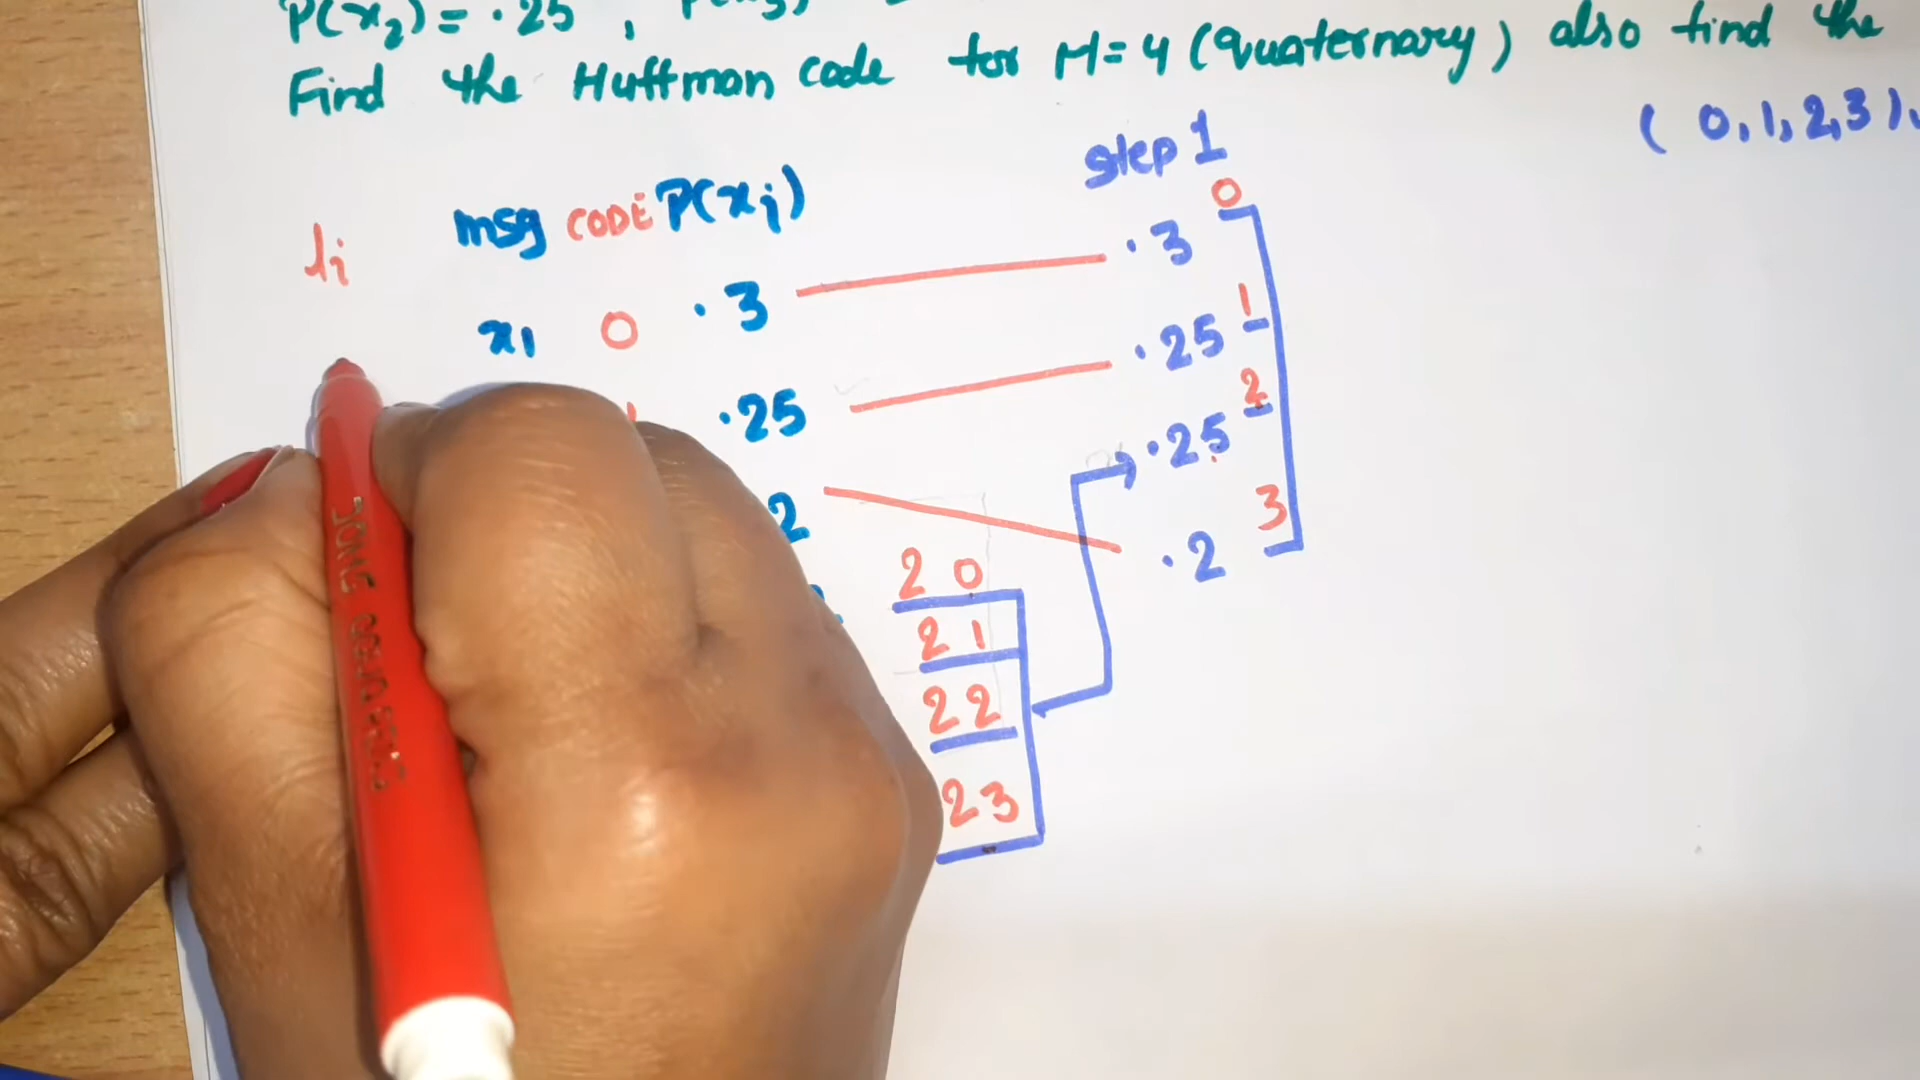 P(x2) = .25 ,
Find the Huffman code for M=4 (Quaternary) also find the
( 0,1,2,3 ).
step 1
li msg CODE P(xi)
0
x1 0 .3 .3
1
.25 .25
2
.25
2 3
.2
2 0
2 1
2 2
2 3